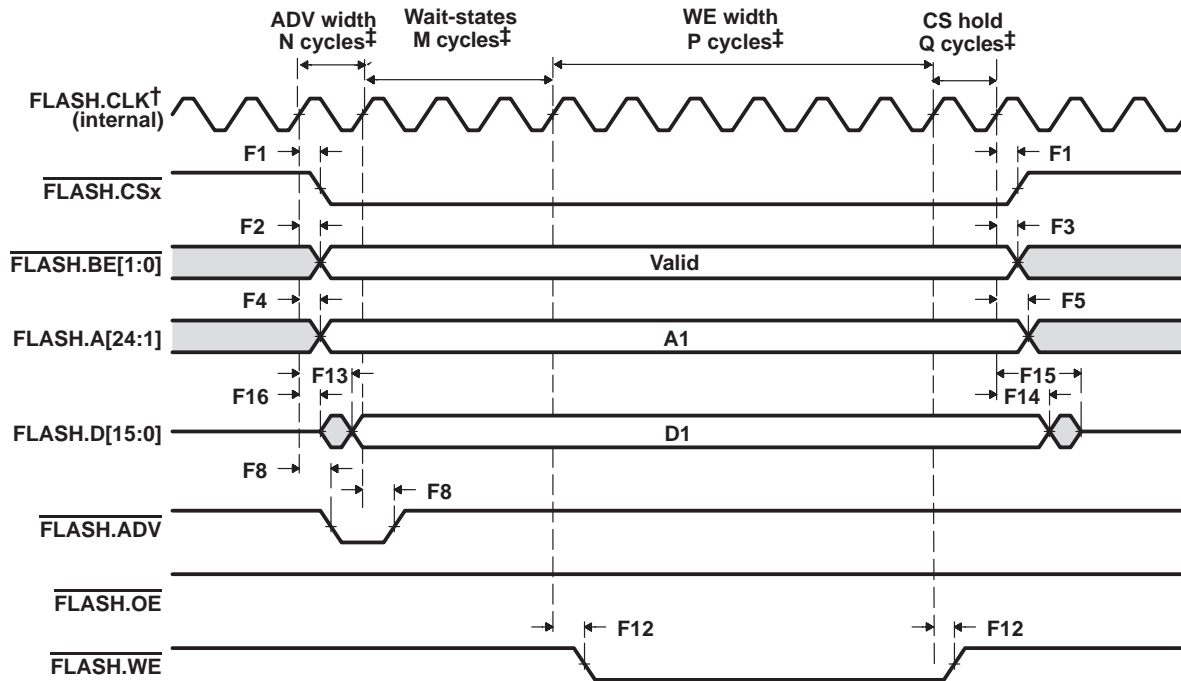 ADV width
N cycles‡
Wait-states
M cycles‡
WE width
P cycles‡
CS hold
Q cycles‡
FLASH.CLK†
(internal)
F1
F1
FLASH.CSx
F2
F3
FLASH.BE[1:0]
Valid
F4
F5
FLASH.A[24:1]
A1
F13
F15
F16
F14
FLASH.D[15:0]
D1
F8
F8
FLASH.ADV
FLASH.OE
F12
F12
FLASH.WE